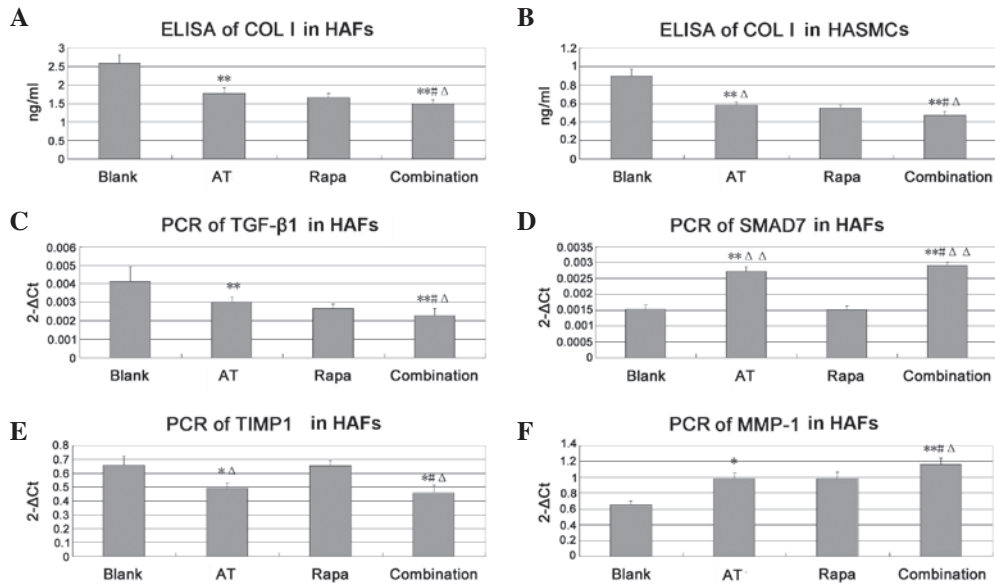 A
ELISA of COL I in HAFs
3
2.5
2
1.5
1
0.5
0
ng/ml
**
**# Δ
Blank AT Rapa Combination
B
ELISA of COL I in HASMCs
1.2
1
0.8
0.6
0.4
0.2
0
ng/ml
** Δ
**# Δ
Blank AT Rapa Combination
C
PCR of TGF-β1 in HAFs
0.006
0.005
0.004
0.003
0.002
0.001
0
2-ΔCt
**
**# Δ
Blank AT Rapa Combination
D
PCR of SMAD7 in HAFs
0.0035
0.003
0.0025
0.002
0.0015
0.001
0.0005
0
2-ΔCt
** Δ Δ
**# Δ Δ
Blank AT Rapa Combination
E
PCR of TIMP1 in HAFs
0.8
0.7
0.6
0.5
0.4
0.3
0.2
0.1
0
2-ΔCt
* Δ
*# Δ
Blank AT Rapa Combination
F
PCR of MMP-1 in HAFs
1.4
1.2
1
0.8
0.6
0.4
0.2
0
2-ΔCt
*
**# Δ
Blank AT Rapa Combination